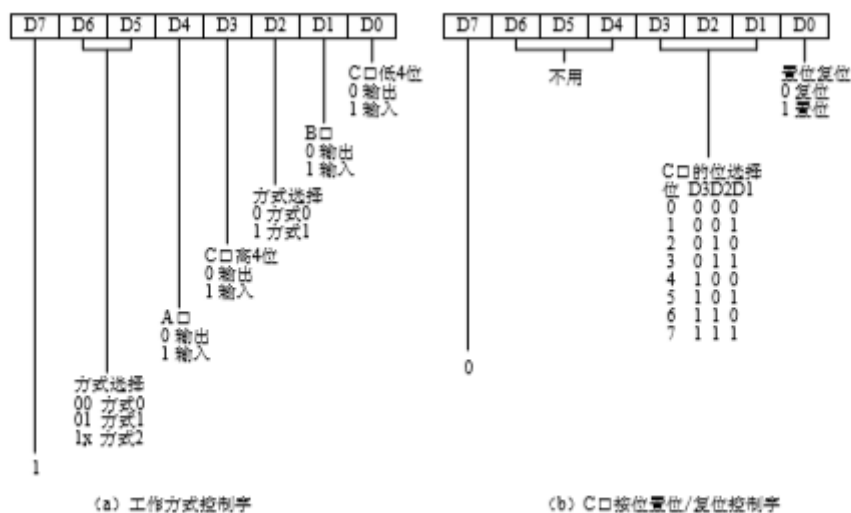 D7 D6 D5 D4 D3 D2 D1 D0
C口低4位
0 输出
1 输入
B口
0 输出
1 输入
方式选择
0 方式0
1 方式1
C口高4位
0 输出
1 输入
A口
0 输出
1 输入
方式选择
00 方式0
01 方式1
1x 方式2
1
(a) 工作方式控制字
D7 D6 D5 D4 D3 D2 D1 D0
不用
置位复位
0 复位
1 置位
C口的位选择
位 D3D2D1
0 0 0 0
1 0 0 1
2 0 1 0
3 0 1 1
4 1 0 0
5 1 0 1
6 1 1 0
7 1 1 1
0
(b) C口按位置位/复位控制字